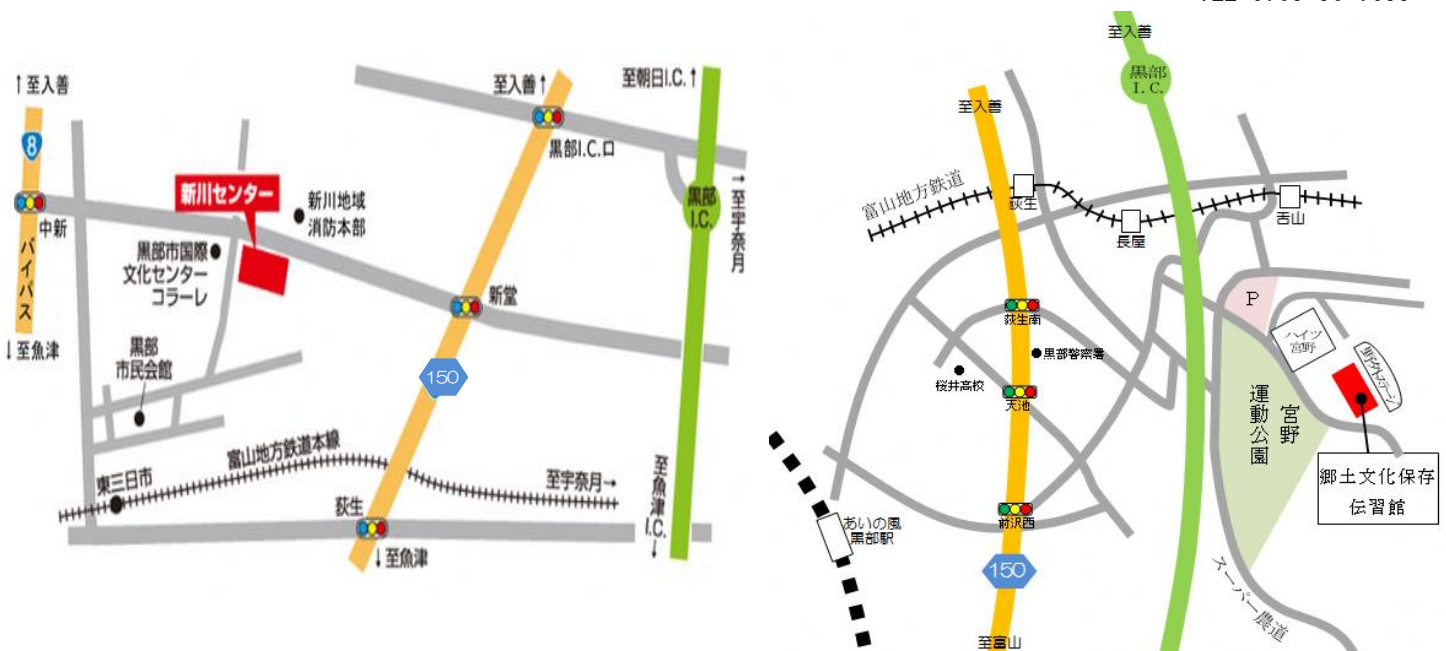 ↑至入善
8
中新
バイパス
↓至魚津
新川センター
新川地域
消防本部
黒部市国際
文化センター
コラーレ
黒部
市民会館
至入善↑
黒部I.C.口
至朝日I.C.↑
黒部
I.C.
→至宇奈月
新堂
150
富山地方鉄道本線
東三日市
至宇奈月→
荻生
↓至魚津
至魚津I.C.↓
至入善
黒部
I.C.
至入善
富山地方鉄道
荻生
長屋
舌山
荻生南
黒部警察署
桜井高校
天池
P
ハイツ
宮野
野外ステージ
宮野
運動公園
郷土文化保存
伝習館
前沢西
あいの風
黒部駅
150
スーパー農道
至富山